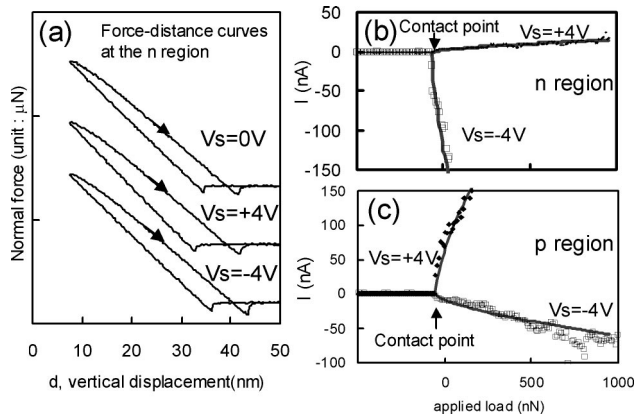 (a)
Force-distance curves
at the n region
Vs=0V
Vs=+4V
Vs=-4V
Normal force (unit : μN)
0 10 20 30 40 50
d, vertical displacement(nm)
(b)
Contact point
Vs=+4V
n region
Vs=-4V
50
0
-50
-100
-150
I (nA)
(c)
p region
Vs=+4V
Vs=-4V
Contact point
150
100
50
0
-50
-100
I (nA)
0 500 1000
applied load (nN)